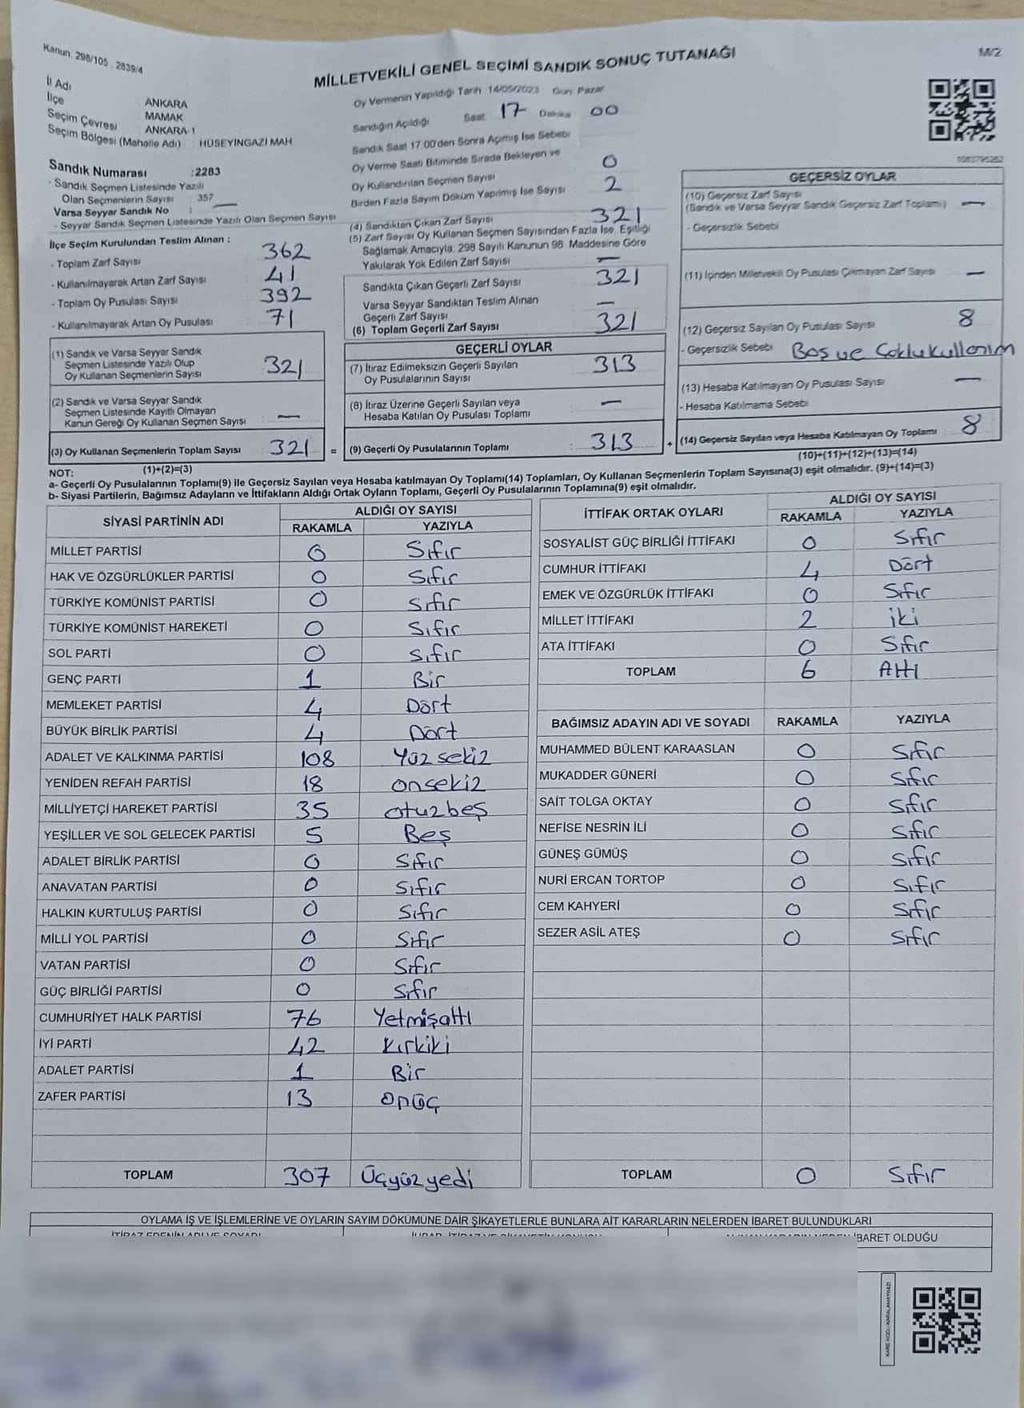 Kanun: 298/105 - 2839/4
MİLLETVEKİLİ GENEL SEÇİMİ SANDIK SONUÇ TUTANAĞI
M/2
İl Adı
İlçe ANKARA
Seçim Çevresi MAMAK
Seçim Bölgesi (Mahalle Adı) ANKARA 1
HÜSEYİNGAZİ MAH
Sandık Numarası :2283
- Sandık Seçmen Listesinde Yazılı
Olan Seçmenlerin Sayısı 357
Varsa Seyyar Sandık No :
- Seyyar Sandık Seçmen Listesinde Yazılı Olan Seçmen Sayısı
İlçe Seçim Kurulundan Teslim Alınan :
- Toplam Zarf Sayısı 362
- Kullanılmayarak Artan Zarf Sayısı 41
- Toplam Oy Pusulası Sayısı 392
- Kullanılmayarak Artan Oy Pusulası 71
(1) Sandık ve Varsa Seyyar Sandık
Seçmen Listesinde Yazılı Olup
Oy Kullanan Seçmenlerin Sayısı 321
(2) Sandık ve Varsa Seyyar Sandık
Seçmen Listesinde Kayıtlı Olmayan
Kanun Gereği Oy Kullanan Seçmen Sayısı —
(3) Oy Kullanan Seçmenlerin Toplam Sayısı 321 =
Oy Vermenin Yapıldığı Tarih 14/05/2023 Gün: Pazar
Sandığın Açıldığı Saat 17 Dakika 00
Sandık Saat 17.00'den Sonra Açılmış İse Sebebi
Oy Verme Saati Bitiminde Sırada Bekleyen ve
Oy Kullandırılan Seçmen Sayısı 0
Birden Fazla Sayım Döküm Yapılmış İse Sayısı 2
(4) Sandıktan Çıkan Zarf Sayısı 321
(5) Zarf Sayısı Oy Kullanan Seçmen Sayısından Fazla İse, Eşitliği
Sağlamak Amacıyla, 298 Sayılı Kanunun 98. Maddesine Göre
Yakılarak Yok Edilen Zarf Sayısı —
Sandıkta Çıkan Geçerli Zarf Sayısı 321
Varsa Seyyar Sandıktan Teslim Alınan
Geçerli Zarf Sayısı —
(6) Toplam Geçerli Zarf Sayısı 321
GEÇERLİ OYLAR
(7) İtiraz Edilmeksizin Geçerli Sayılan
Oy Pusulalarının Sayısı 313
(8) İtiraz Üzerine Geçerli Sayılan veya
Hesaba Katılan Oy Pusulası Toplamı —
(9) Geçerli Oy Pusulalarının Toplamı 313 +
GEÇERSİZ OYLAR
(10) Geçersiz Zarf Sayısı
(Sandık ve Varsa Seyyar Sandık Geçersiz Zarf Toplamı) —
- Geçersizlik Sebebi
(11) İçinden Milletvekili Oy Pusulası Çıkmayan Zarf Sayısı —
(12) Geçersiz Sayılan Oy Pusulası Sayısı 8
- Geçersizlik Sebebi Boş ve Çoklu kullanım
(13) Hesaba Katılmayan Oy Pusulası Sayısı —
- Hesaba Katılmama Sebebi
(14) Geçersiz Sayılan veya Hesaba Katılmayan Oy Toplamı 8
NOT: (1)+(2)=(3) (10)+(11)+(12)+(13)=(14)
a- Geçerli Oy Pusulalarının Toplamı(9) ile Geçersiz Sayılan veya Hesaba katılmayan Oy Toplamı(14) Toplamları, Oy Kullanan Seçmenlerin Toplam Sayısına(3) eşit olmalıdır. (9)+(14)=(3)
b- Siyasi Partilerin, Bağımsız Adayların ve İttifakların Aldığı Ortak Oyların Toplamı, Geçerli Oy Pusulalarının Toplamına(9) eşit olmalıdır.
SİYASİ PARTİNİN ADI ALDIĞI OY SAYISI
RAKAMLA YAZIYLA
MİLLET PARTİSİ 0 Sıfır
HAK VE ÖZGÜRLÜKLER PARTİSİ 0 Sıfır
TÜRKİYE KOMÜNİST PARTİSİ 0 Sıfır
TÜRKİYE KOMÜNİST HAREKETİ 0 Sıfır
SOL PARTİ 0 Sıfır
GENÇ PARTİ 1 Bir
MEMLEKET PARTİSİ 4 Dört
BÜYÜK BİRLİK PARTİSİ 4 Dört
ADALET VE KALKINMA PARTİSİ 108 Yüz sekiz
YENİDEN REFAH PARTİSİ 18 onsekiz
MİLLİYETÇİ HAREKET PARTİSİ 35 otuzbeş
YEŞİLLER VE SOL GELECEK PARTİSİ 5 Beş
ADALET BİRLİK PARTİSİ 0 Sıfır
ANAVATAN PARTİSİ 0 Sıfır
HALKIN KURTULUŞ PARTİSİ 0 Sıfır
MİLLİ YOL PARTİSİ 0 Sıfır
VATAN PARTİSİ 0 Sıfır
GÜÇ BİRLİĞİ PARTİSİ 0 Sıfır
CUMHURİYET HALK PARTİSİ 76 Yetmişaltı
İYİ PARTİ 42 Kırkiki
ADALET PARTİSİ 1 Bir
ZAFER PARTİSİ 13 onüç
TOPLAM 307 Üçyüz yedi
İTTİFAK ORTAK OYLARI ALDIĞI OY SAYISI
RAKAMLA YAZIYLA
SOSYALİST GÜÇ BİRLİĞİ İTTİFAKI 0 Sıfır
CUMHUR İTTİFAKI 4 Dört
EMEK VE ÖZGÜRLÜK İTTİFAKI 0 Sıfır
MİLLET İTTİFAKI 2 iki
ATA İTTİFAKI 0 Sıfır
TOPLAM 6 Altı
BAĞIMSIZ ADAYIN ADI VE SOYADI RAKAMLA YAZIYLA
MUHAMMED BÜLENT KARAASLAN 0 Sıfır
MUKADDER GÜNERİ 0 Sıfır
SAİT TOLGA OKTAY 0 Sıfır
NEFİSE NESRİN İLİ 0 Sıfır
GÜNEŞ GÜMÜŞ 0 Sıfır
NURİ ERCAN TORTOP 0 Sıfır
CEM KAHYERİ 0 Sıfır
SEZER ASİL ATEŞ 0 Sıfır
TOPLAM 0 Sıfır
OYLAMA İŞ VE İŞLEMLERİNE VE OYLARIN SAYIM DÖKÜMÜNE DAİR ŞİKAYETLERLE BUNLARA AİT KARARLARIN NELERDEN İBARET BULUNDUKLARI
İBARET OLDUĞU